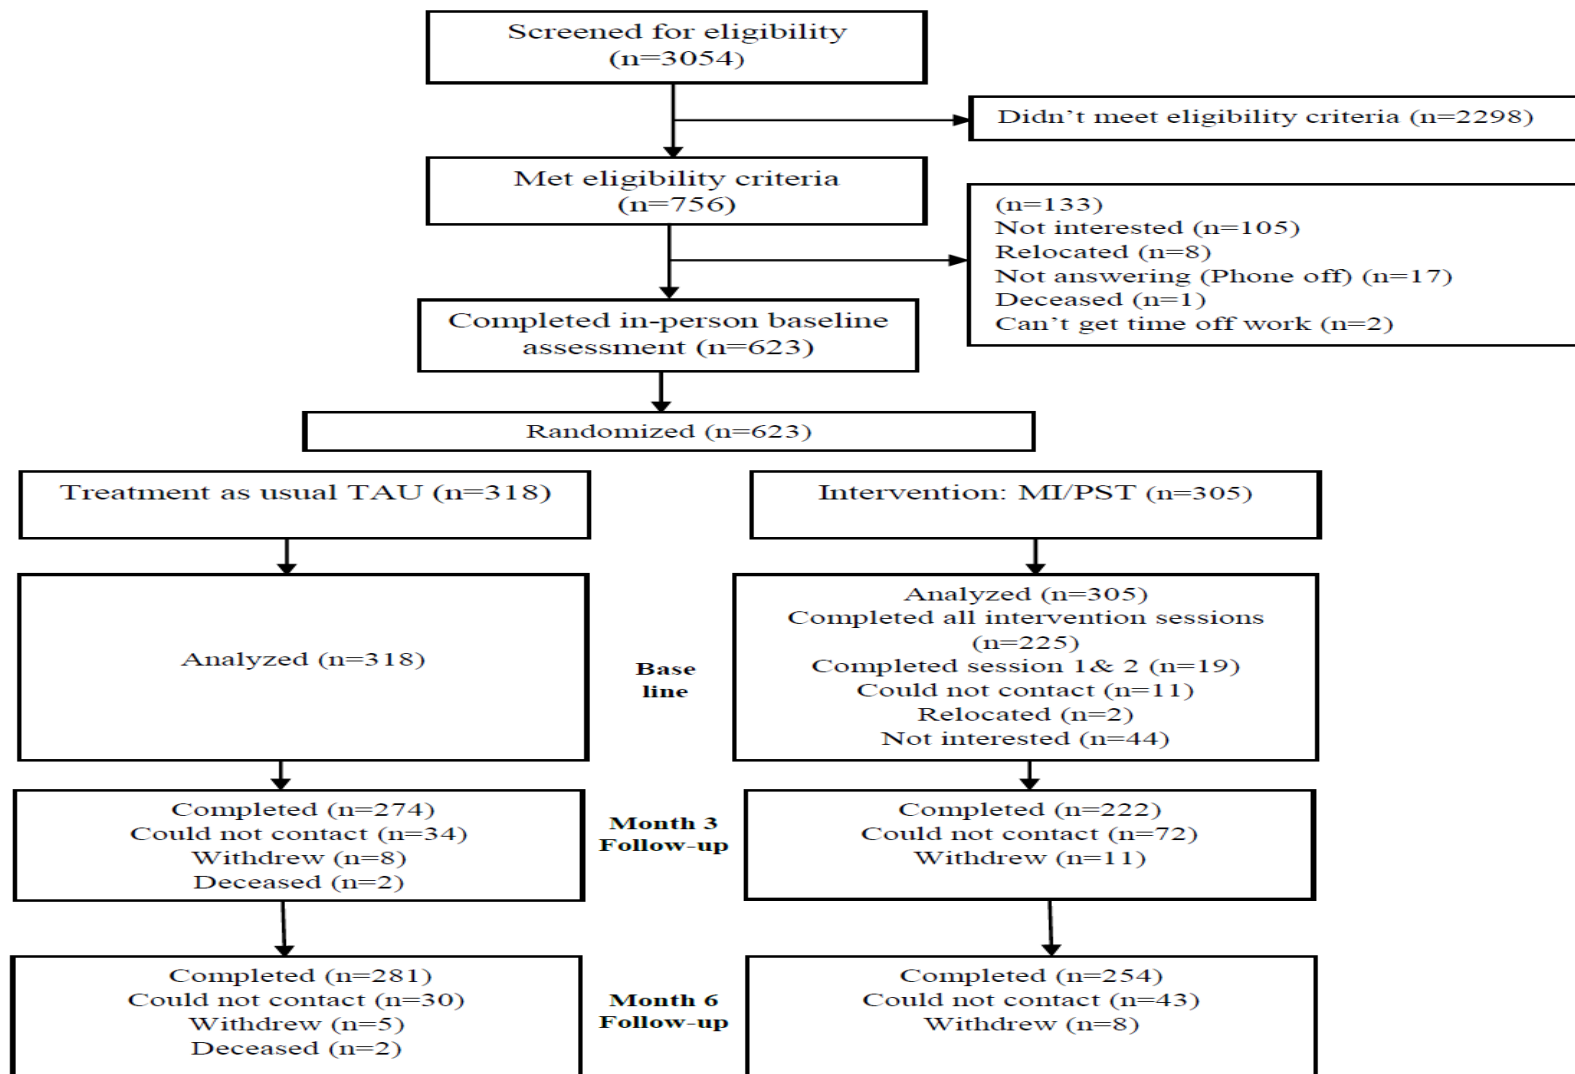 Screened for eligibility
(n=3054)
Didn't meet eligibility criteria (n=2298)
Met eligibility criteria
(n=756)
(n=133)
Not interested (n=105)
Relocated (n=8)
Not answering (Phone off) (n=17)
Deceased (n=1)
Can't get time off work (n=2)
Completed in-person baseline
assessment (n=623)
Randomized (n=623)
Treatment as usual TAU (n=318)
Intervention: MI/PST (n=305)
Analyzed (n=318)
Base
line
Analyzed (n=305)
Completed all intervention sessions
(n=225)
Completed session 1& 2 (n=19)
Could not contact (n=11)
Relocated (n=2)
Not interested (n=44)
Completed (n=274)
Could not contact (n=34)
Withdrew (n=8)
Deceased (n=2)
Month 3
Follow-up
Completed (n=222)
Could not contact (n=72)
Withdrew (n=11)
Completed (n=281)
Could not contact (n=30)
Withdrew (n=5)
Deceased (n=2)
Month 6
Follow-up
Completed (n=254)
Could not contact (n=43)
Withdrew (n=8)